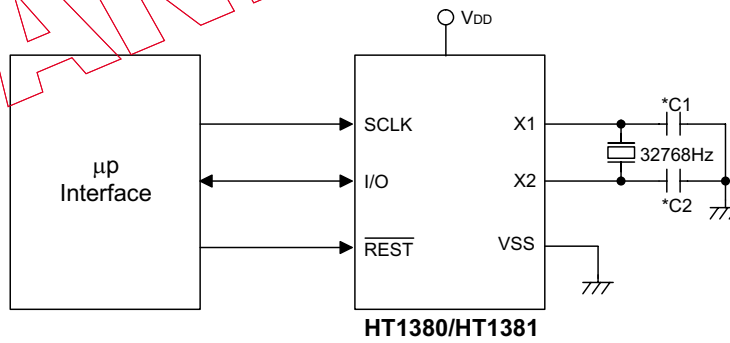 VDD
SCLK
X1
*C1
μp
Interface
32768Hz
I/O
X2
*C2
REST
VSS
HT1380/HT1381